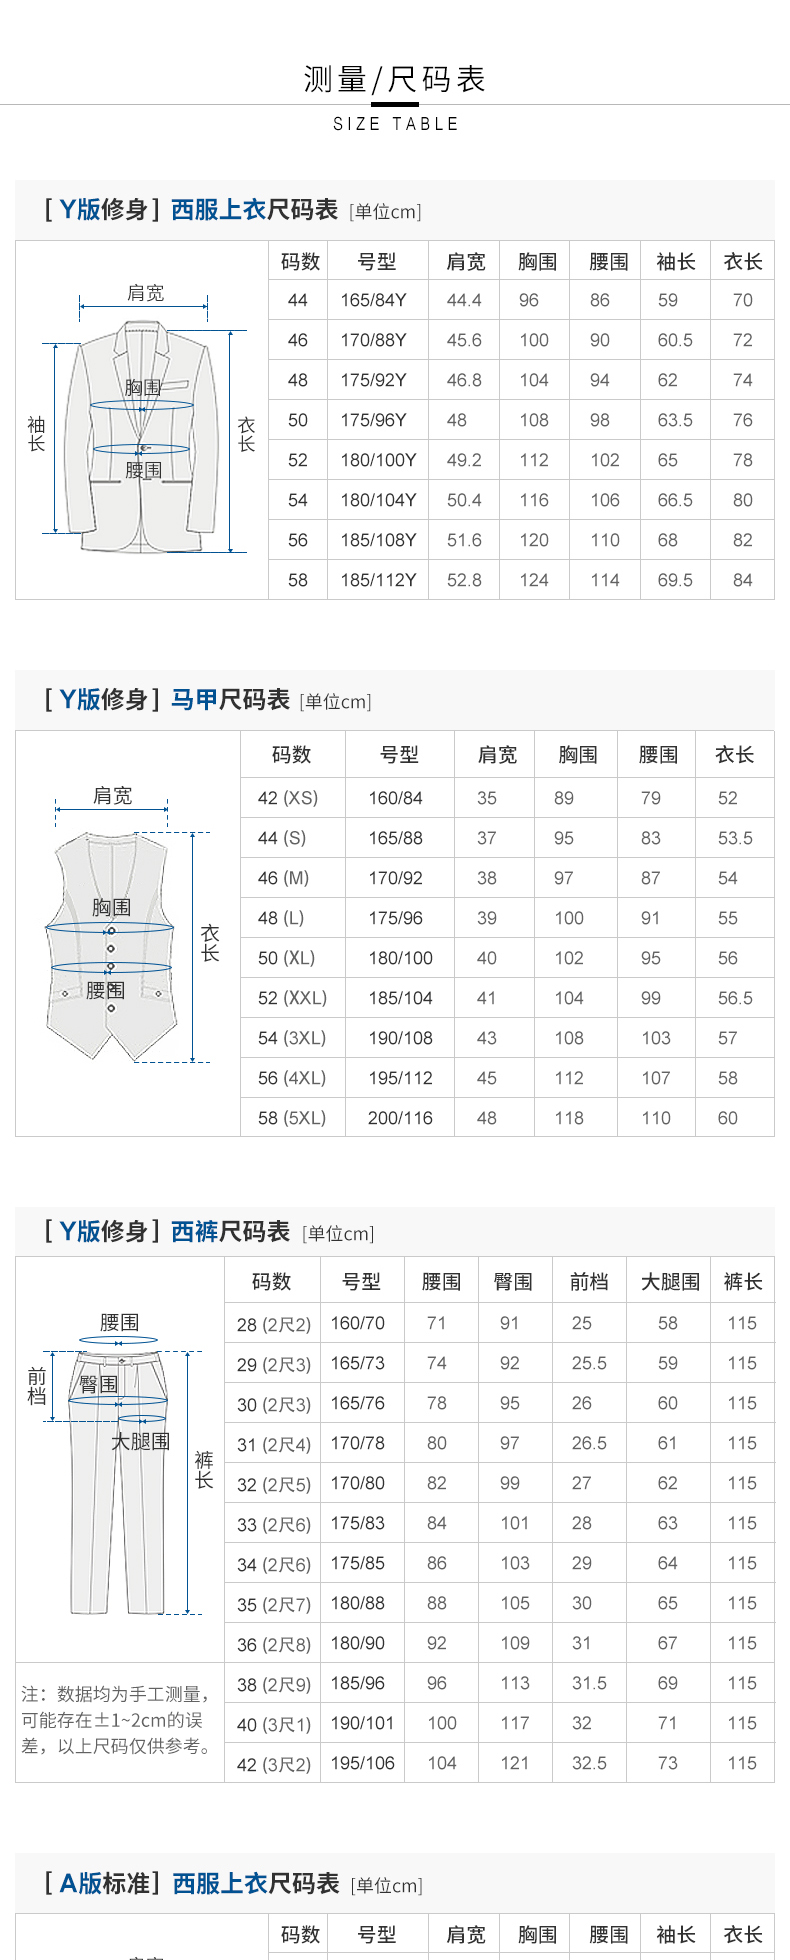 测量/尺码表
SIZE TABLE
[ Y版修身 ] 西服上衣尺码表 [单位cm]
肩宽
胸围
袖长
衣长
腰围
码数 号型 肩宽 胸围 腰围 袖长 衣长
44 165/84Y 44.4 96 86 59 70
46 170/88Y 45.6 100 90 60.5 72
48 175/92Y 46.8 104 94 62 74
50 175/96Y 48 108 98 63.5 76
52 180/100Y 49.2 112 102 65 78
54 180/104Y 50.4 116 106 66.5 80
56 185/108Y 51.6 120 110 68 82
58 185/112Y 52.8 124 114 69.5 84
[ Y版修身 ] 马甲尺码表 [单位cm]
肩宽
胸围
衣长
腰围
码数 号型 肩宽 胸围 腰围 衣长
42 (XS) 160/84 35 89 79 52
44 (S) 165/88 37 95 83 53.5
46 (M) 170/92 38 97 87 54
48 (L) 175/96 39 100 91 55
50 (XL) 180/100 40 102 95 56
52 (XXL) 185/104 41 104 99 56.5
54 (3XL) 190/108 43 108 103 57
56 (4XL) 195/112 45 112 107 58
58 (5XL) 200/116 48 118 110 60
[ Y版修身 ] 西裤尺码表 [单位cm]
腰围
前档
臀围
大腿围
裤长
码数 号型 腰围 臀围 前档 大腿围 裤长
28 (2尺2) 160/70 71 91 25 58 115
29 (2尺3) 165/73 74 92 25.5 59 115
30 (2尺3) 165/76 78 95 26 60 115
31 (2尺4) 170/78 80 97 26.5 61 115
32 (2尺5) 170/80 82 99 27 62 115
33 (2尺6) 175/83 84 101 28 63 115
34 (2尺6) 175/85 86 103 29 64 115
35 (2尺7) 180/88 88 105 30 65 115
36 (2尺8) 180/90 92 109 31 67 115
38 (2尺9) 185/96 96 113 31.5 69 115
40 (3尺1) 190/101 100 117 32 71 115
42 (3尺2) 195/106 104 121 32.5 73 115
注：数据均为手工测量，
可能存在±1~2cm的误
差，以上尺码仅供参考。
[ A版标准 ] 西服上衣尺码表 [单位cm]
码数 号型 肩宽 胸围 腰围 袖长 衣长